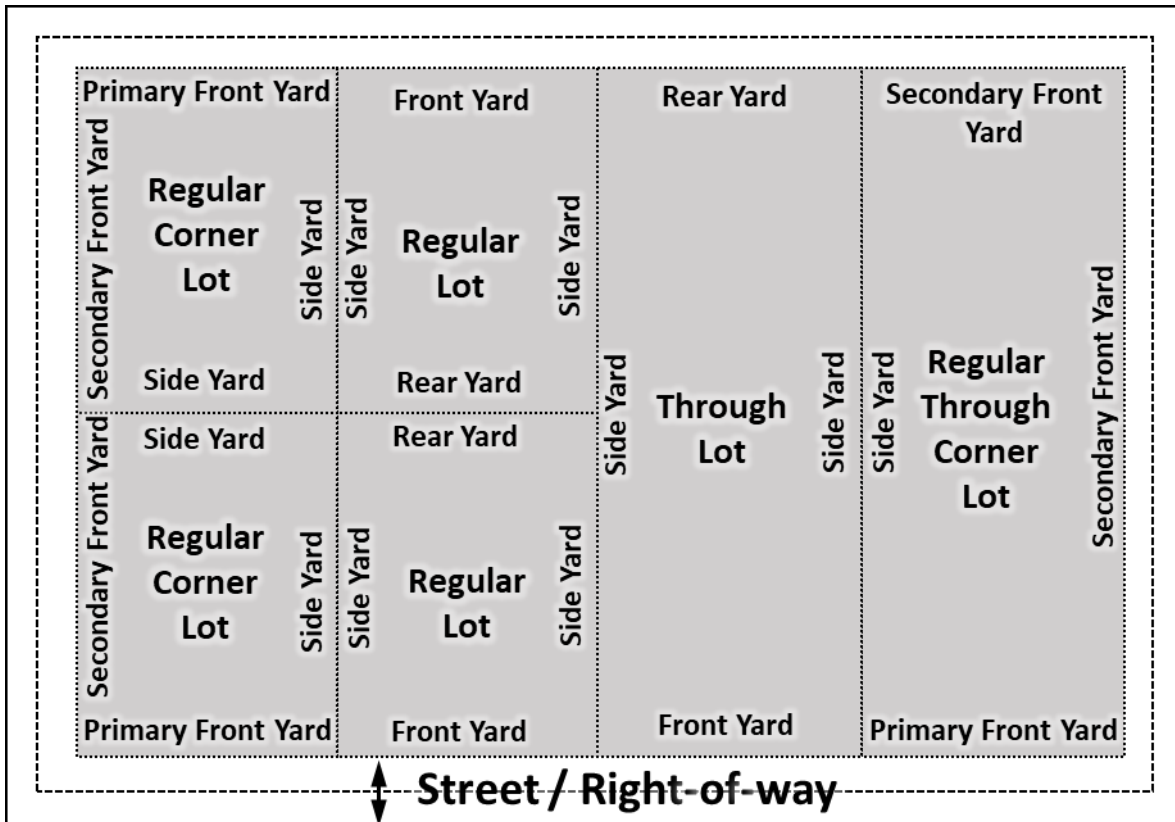 Primary Front Yard
Secondary Front Yard
Regular
Corner
Lot
Side Yard
Side Yard
Front Yard
Side Yard
Regular
Lot
Side Yard
Rear Yard
Rear Yard
Side Yard
Through
Lot
Side Yard
Front Yard
Secondary Front
Yard
Side Yard
Regular
Through
Corner
Lot
Secondary Front Yard
Primary Front Yard
Side Yard
Secondary Front Yard
Regular
Corner
Lot
Side Yard
Primary Front Yard
Rear Yard
Side Yard
Regular
Lot
Side Yard
Front Yard
Street / Right-of-way